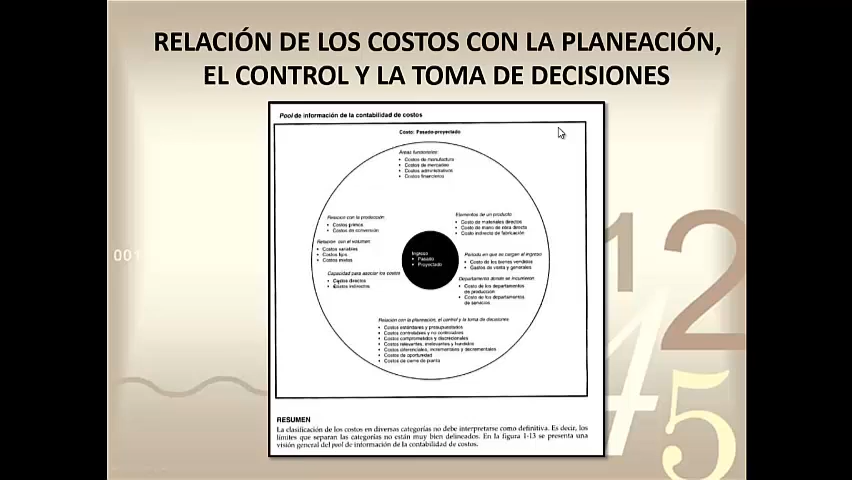 RELACIÓN DE LOS COSTOS CON LA PLANEACIÓN,
EL CONTROL Y LA TOMA DE DECISIONES
Pool de información de la contabilidad de costos
Costo: Pasado-proyectado
Áreas funcionales:
• Costos de manufactura
• Costos de mercadeo
• Costos administrativos
• Costos financieros
Relación con la producción:
• Costos primos
• Costos de conversión
Relación con el volumen
• Costos variables
• Costos fijos
• Costos mixtos
Capacidad para asociar los costos
• Costos directos
• Costos indirectos
Ingreso
• Pasado
• Proyectado
Elementos de un producto
• Costo de materiales directos
• Costo de mano de obra directa
• Costo indirecto de fabricación
Período en que se cargan al ingreso
• Costo de los bienes vendidos
• Gastos de venta y generales
Departamento donde se incurrieron
• Costo de los departamentos
de producción
• Costo de los departamentos
de servicios
Relación con la planeación, el control y la toma de decisiones
• Costos estándares y presupuestados
• Costos controlables y no controlables
• Costos comprometidos y discrecionales
• Costos relevantes, irrelevantes y hundidos
• Costos diferenciales, incrementales y decrementales
• Costos de oportunidad
• Costos de cierre de planta
RESUMEN
La clasificación de los costos en diversas categorías no debe interpretarse como definitiva. Es decir, los
límites que separan las categorías no están muy bien delineados. En la figura 1-13 se presenta una
visión general del pool de información de la contabilidad de costos.
001
1
2
4
5